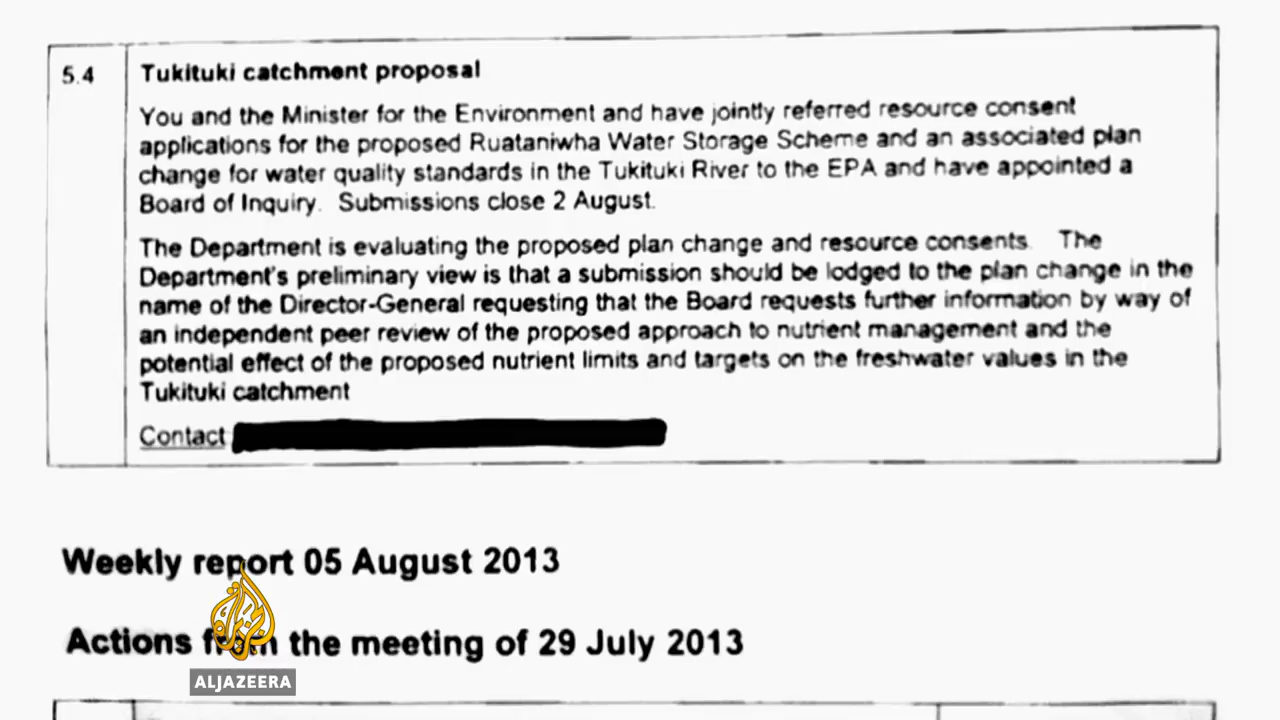 5.4
Tukituki catchment proposal
You and the Minister for the Environment and have jointly referred resource consent
applications for the proposed Ruataniwha Water Storage Scheme and an associated plan
change for water quality standards in the Tukituki River to the EPA and have appointed a
Board of Inquiry. Submissions close 2 August.
The Department is evaluating the proposed plan change and resource consents. The
Department's preliminary view is that a submission should be lodged to the plan change in the
name of the Director-General requesting that the Board requests further information by way of
an independent peer review of the proposed approach to nutrient management and the
potential effect of the proposed nutrient limits and targets on the freshwater values in the
Tukituki catchment
Contact
Weekly report 05 August 2013
Actions from the meeting of 29 July 2013
ALJAZEERA